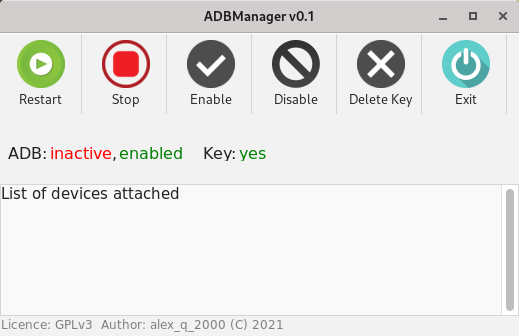 ADBManager v0.1
Restart Stop Enable Disable Delete Key Exit
ADB: inactive, enabled Key: yes
List of devices attached
Licence: GPLv3 Author: alex_q_2000 (C) 2021